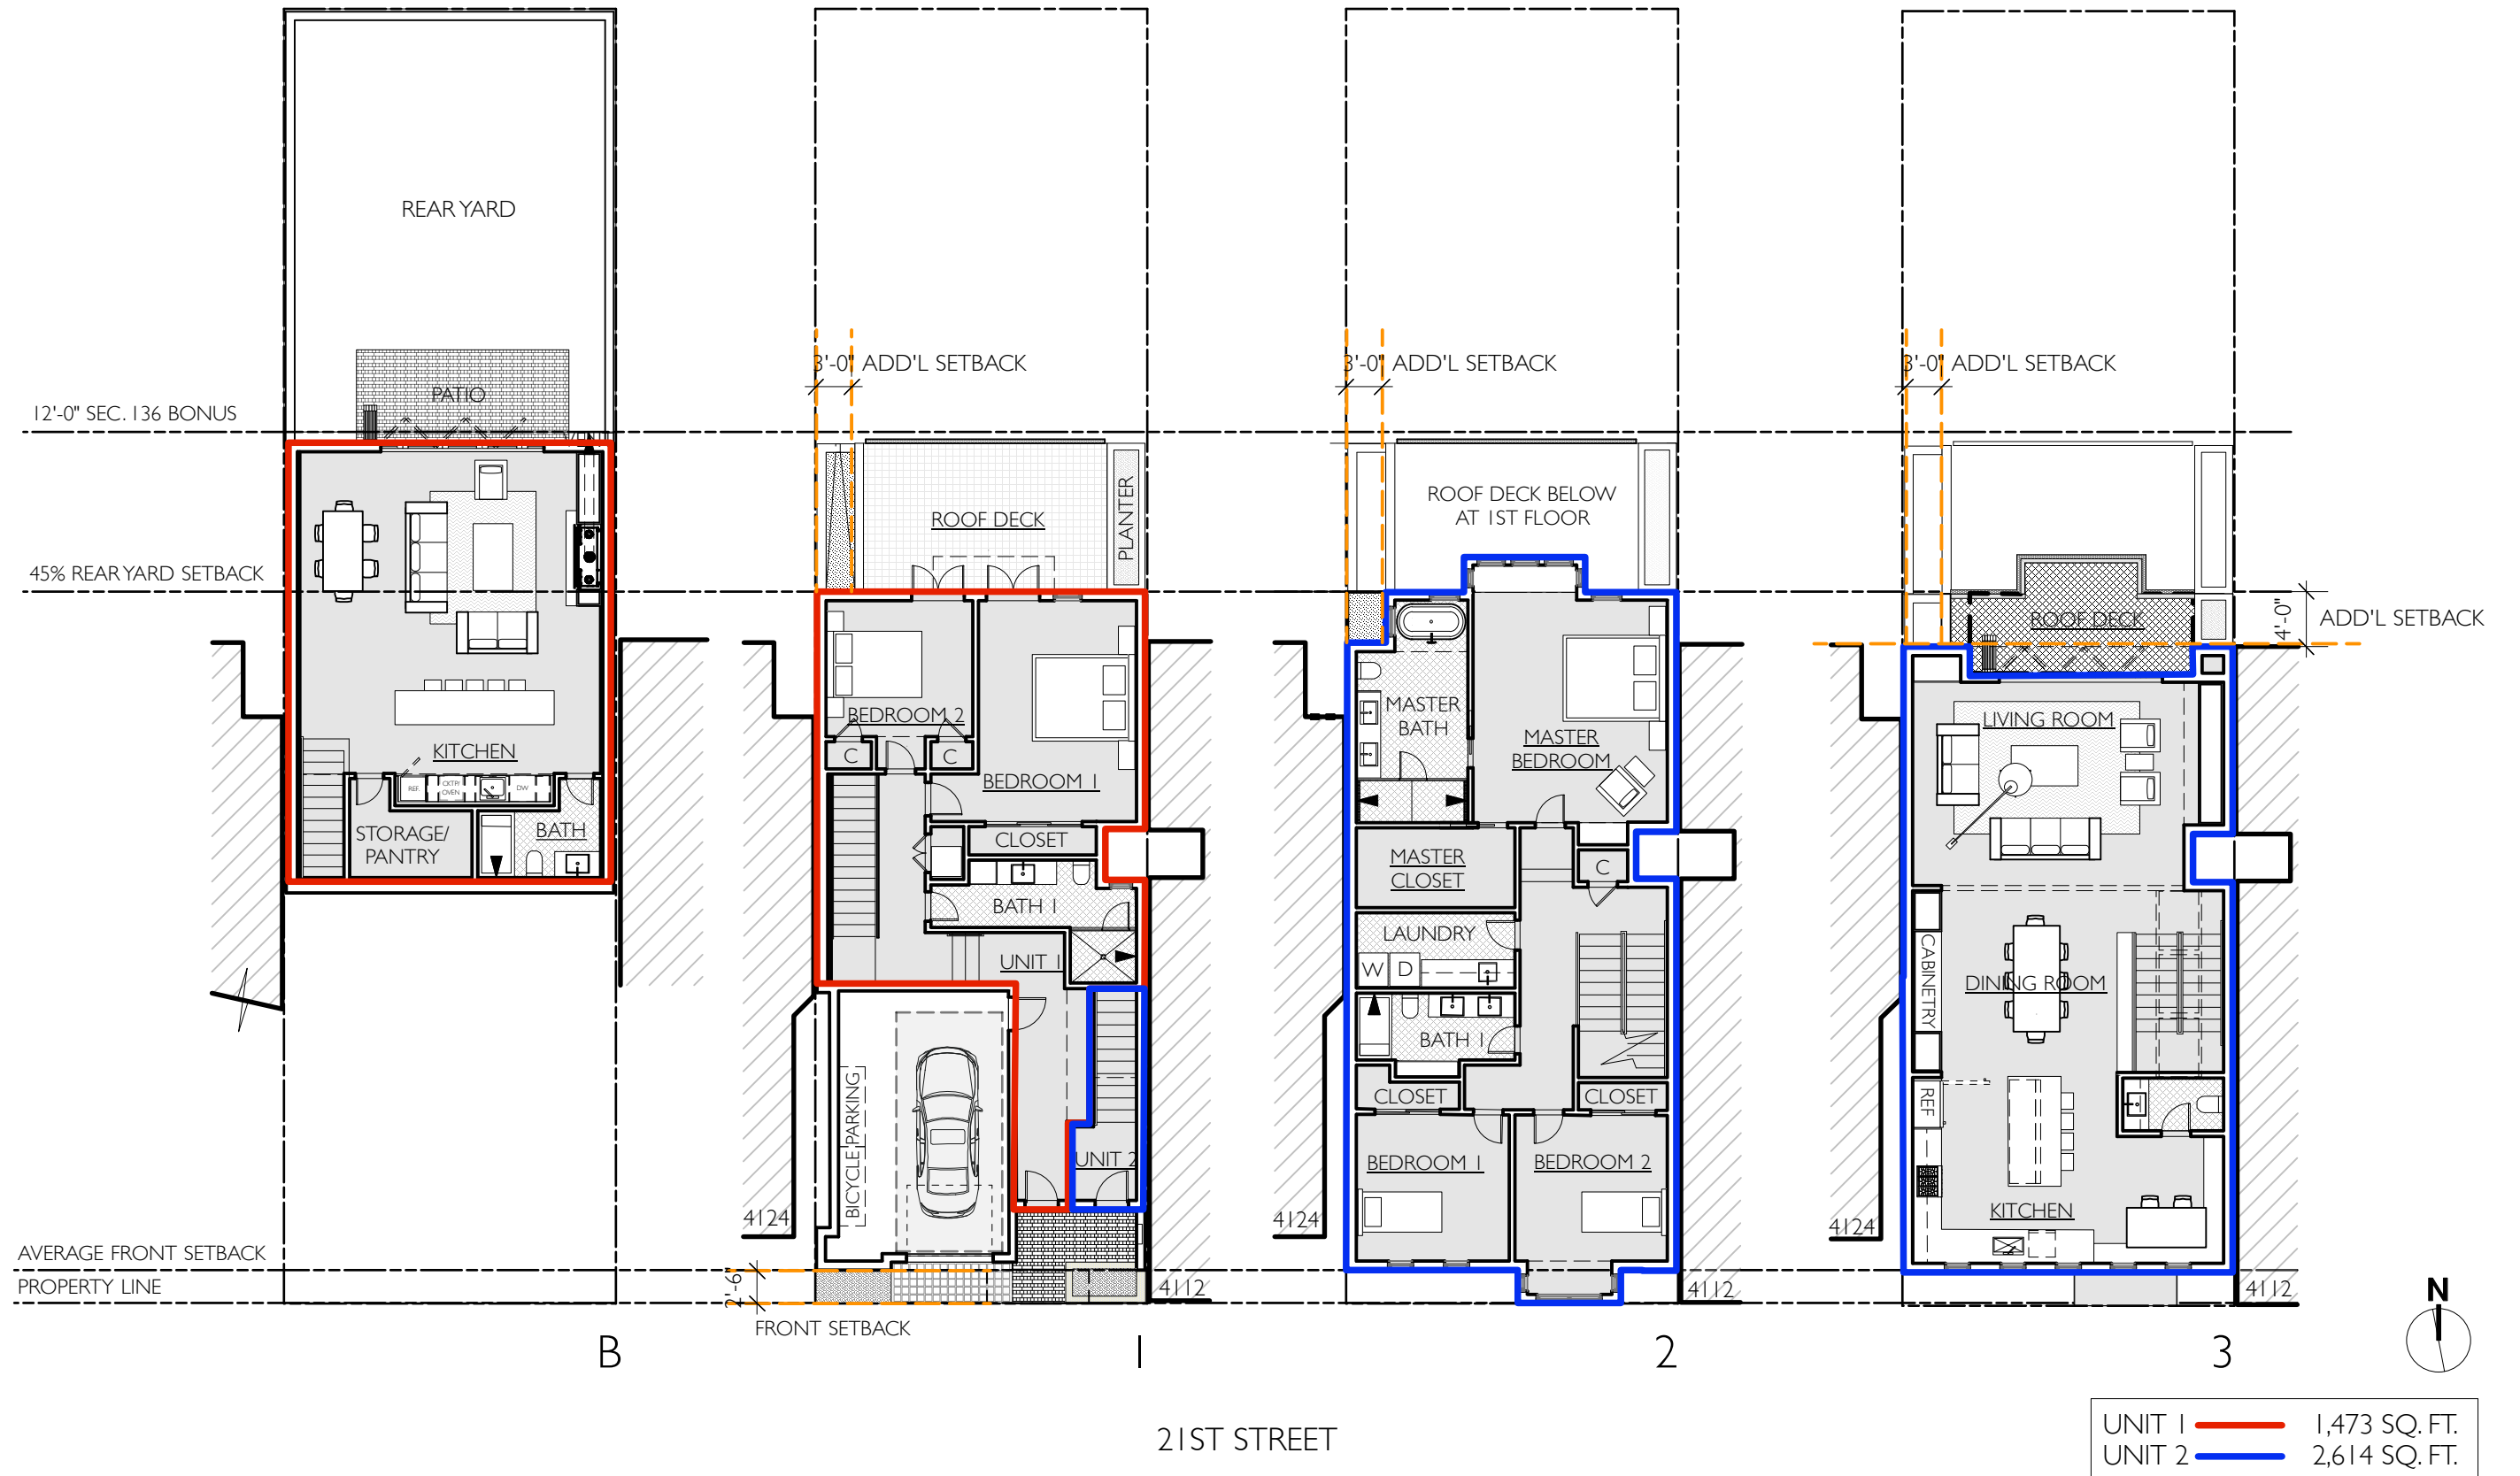 REAR YARD
PATIO
12'-0" SEC. 136 BONUS
45% REAR YARD SETBACK
KITCHEN
REF.
CKTP/
OVEN
DW
STORAGE/
PANTRY
BATH
AVERAGE FRONT SETBACK
PROPERTY LINE
B
3'-0" ADD'L SETBACK
ROOF DECK
PLANTER
BEDROOM 2
C
C
BEDROOM 1
CLOSET
BATH 1
UNIT 1
BICYCLE PARKING
UNIT 2
4124
4112
2'-6"
FRONT SETBACK
1
3'-0" ADD'L SETBACK
ROOF DECK BELOW
AT 1ST FLOOR
MASTER
BATH
MASTER
BEDROOM
MASTER
CLOSET
C
LAUNDRY
W
D
BATH 1
CLOSET
CLOSET
BEDROOM 1
BEDROOM 2
4124
4112
2
3'-0" ADD'L SETBACK
ROOF DECK
4'-0"
ADD'L SETBACK
LIVING ROOM
CABINETRY
DINING ROOM
REF
KITCHEN
4124
4112
3
N
21ST STREET
UNIT 1 1,473 SQ. FT.
UNIT 2 2,614 SQ. FT.